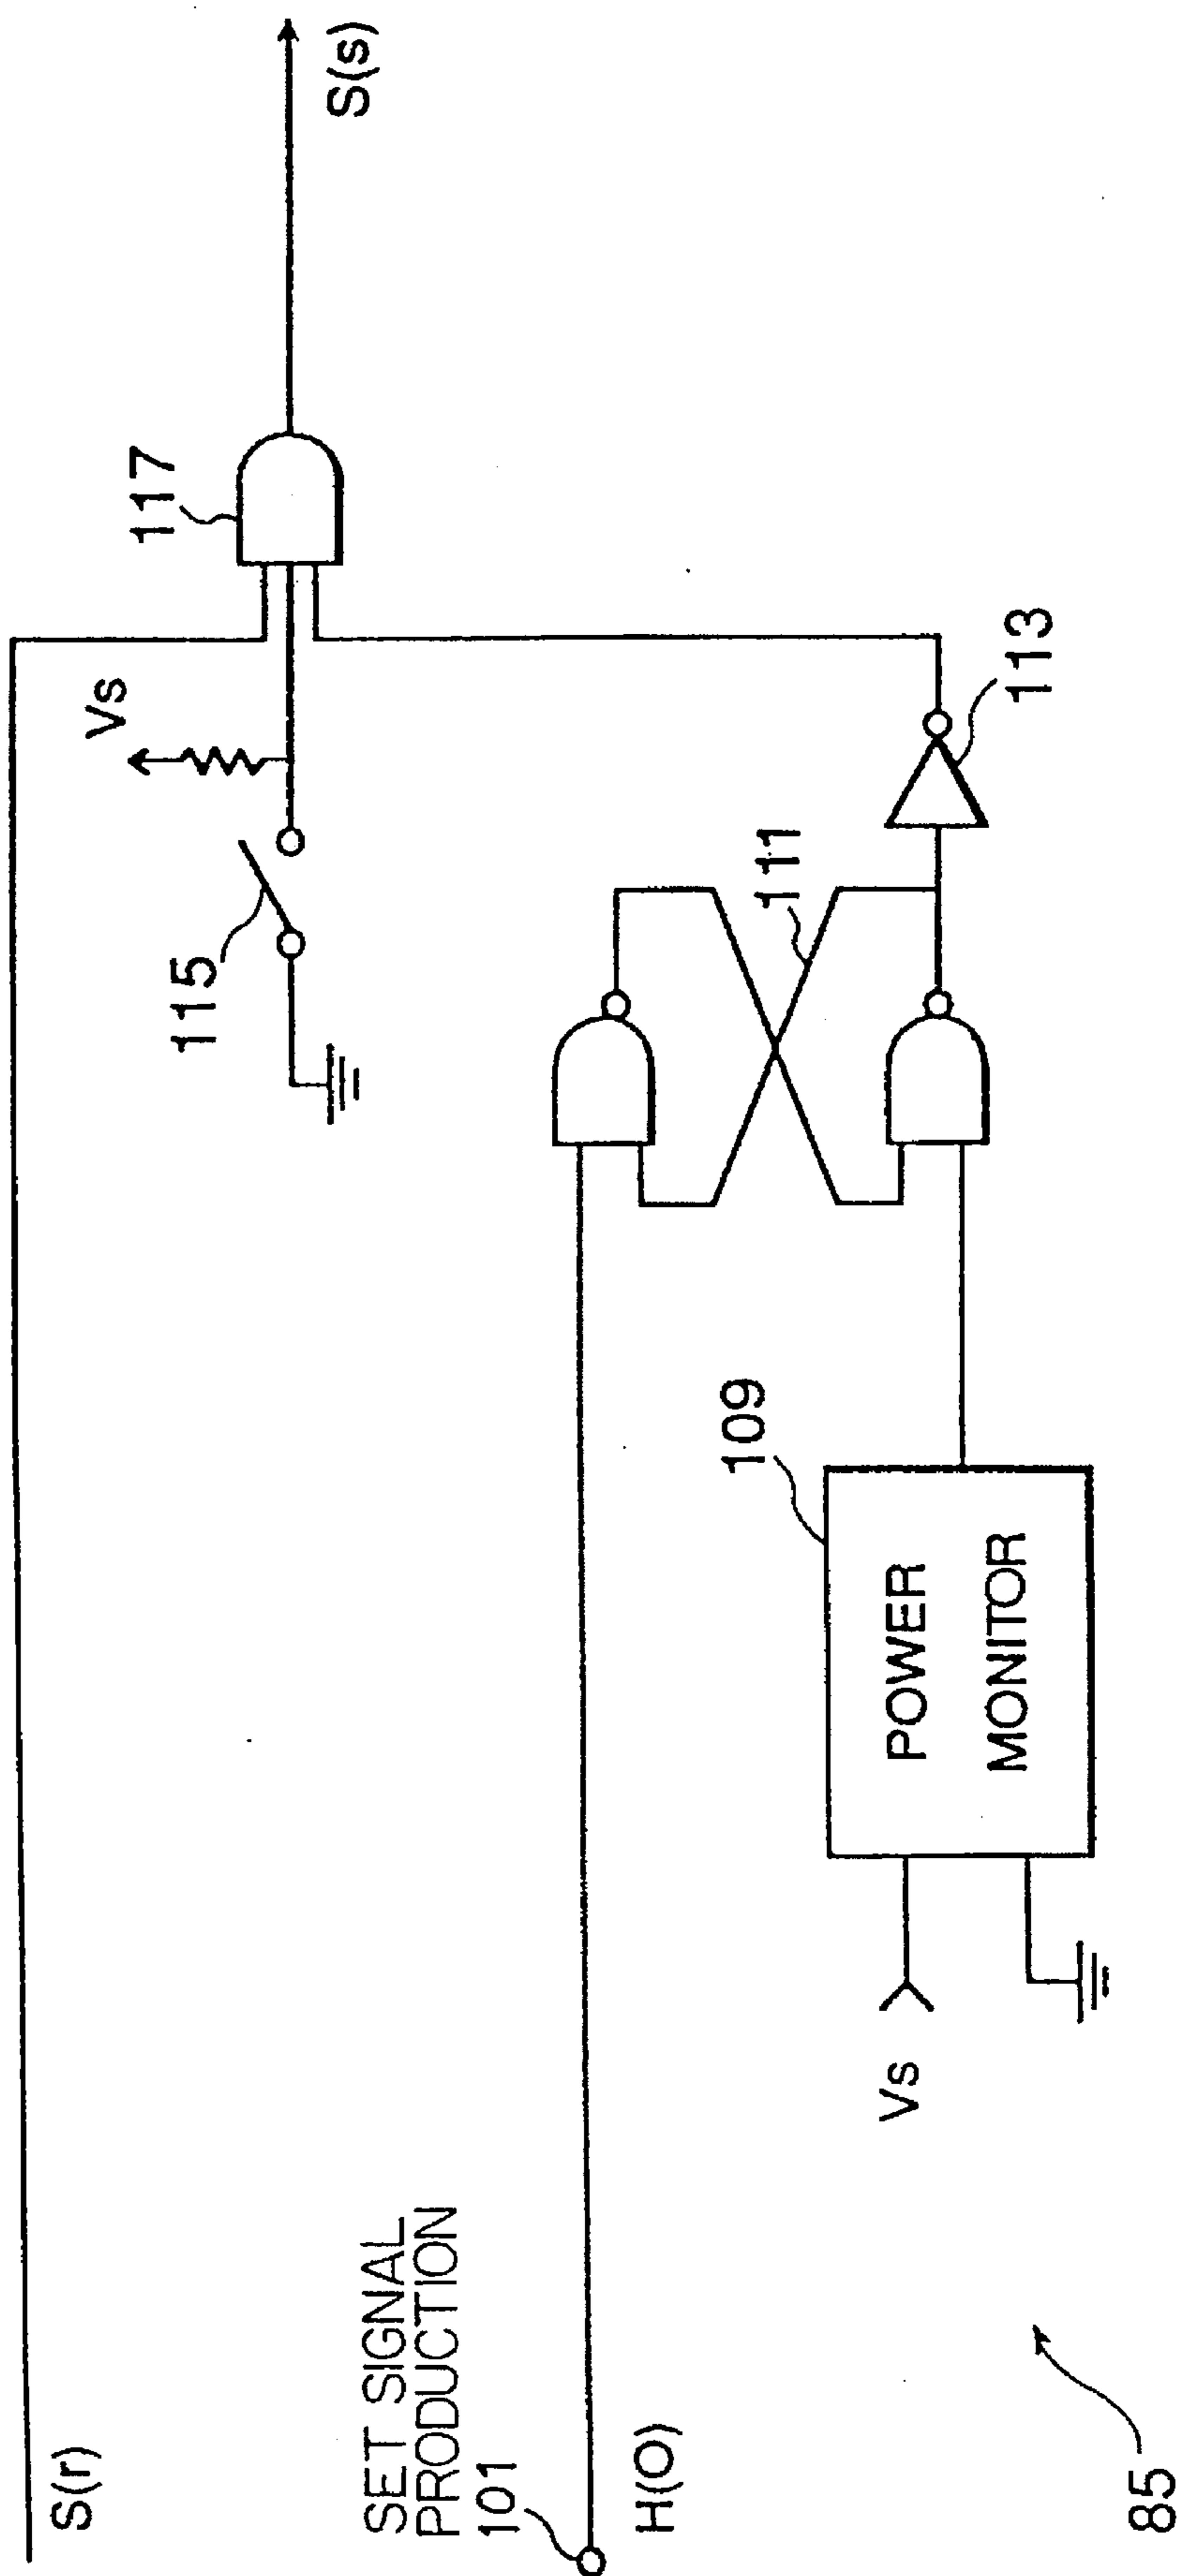 S(r)
S(s)
Vs
117
115
SET SIGNAL
PRODUCTION
101
H(O)
111
113
109
POWER
MONITOR
Vs
85